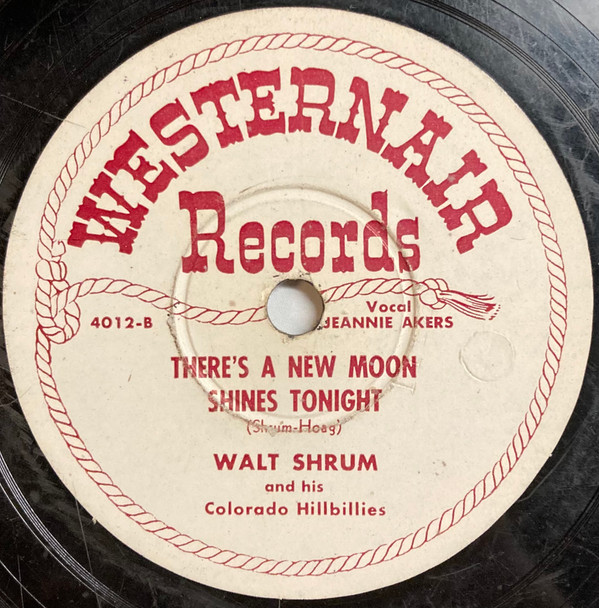 WESTERNAIR
Records
Vocal
4012-B
JEANNIE AKERS
THERE'S A NEW MOON
SHINES TONIGHT
(Shrum-Hoag)
WALT SHRUM
and his
Colorado Hillbillies